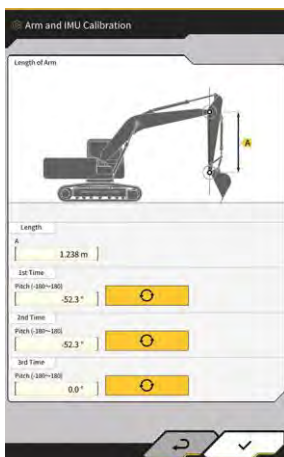 Arm and IMU Calibration
Length of Arm
A
Length
A
[ 1.238 m ]
1st Time
Pitch (-180～180)
[ -52.3 ° ]
2nd Time
Pitch (-180～180)
[ -52.3 ° ]
3rd Time
Pitch (-180～180)
[ 0.0 ° ]